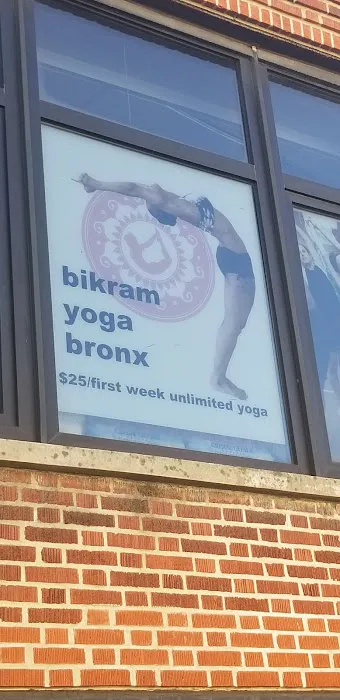 bikram
yoga
bronx
$25/first week unlimited yoga